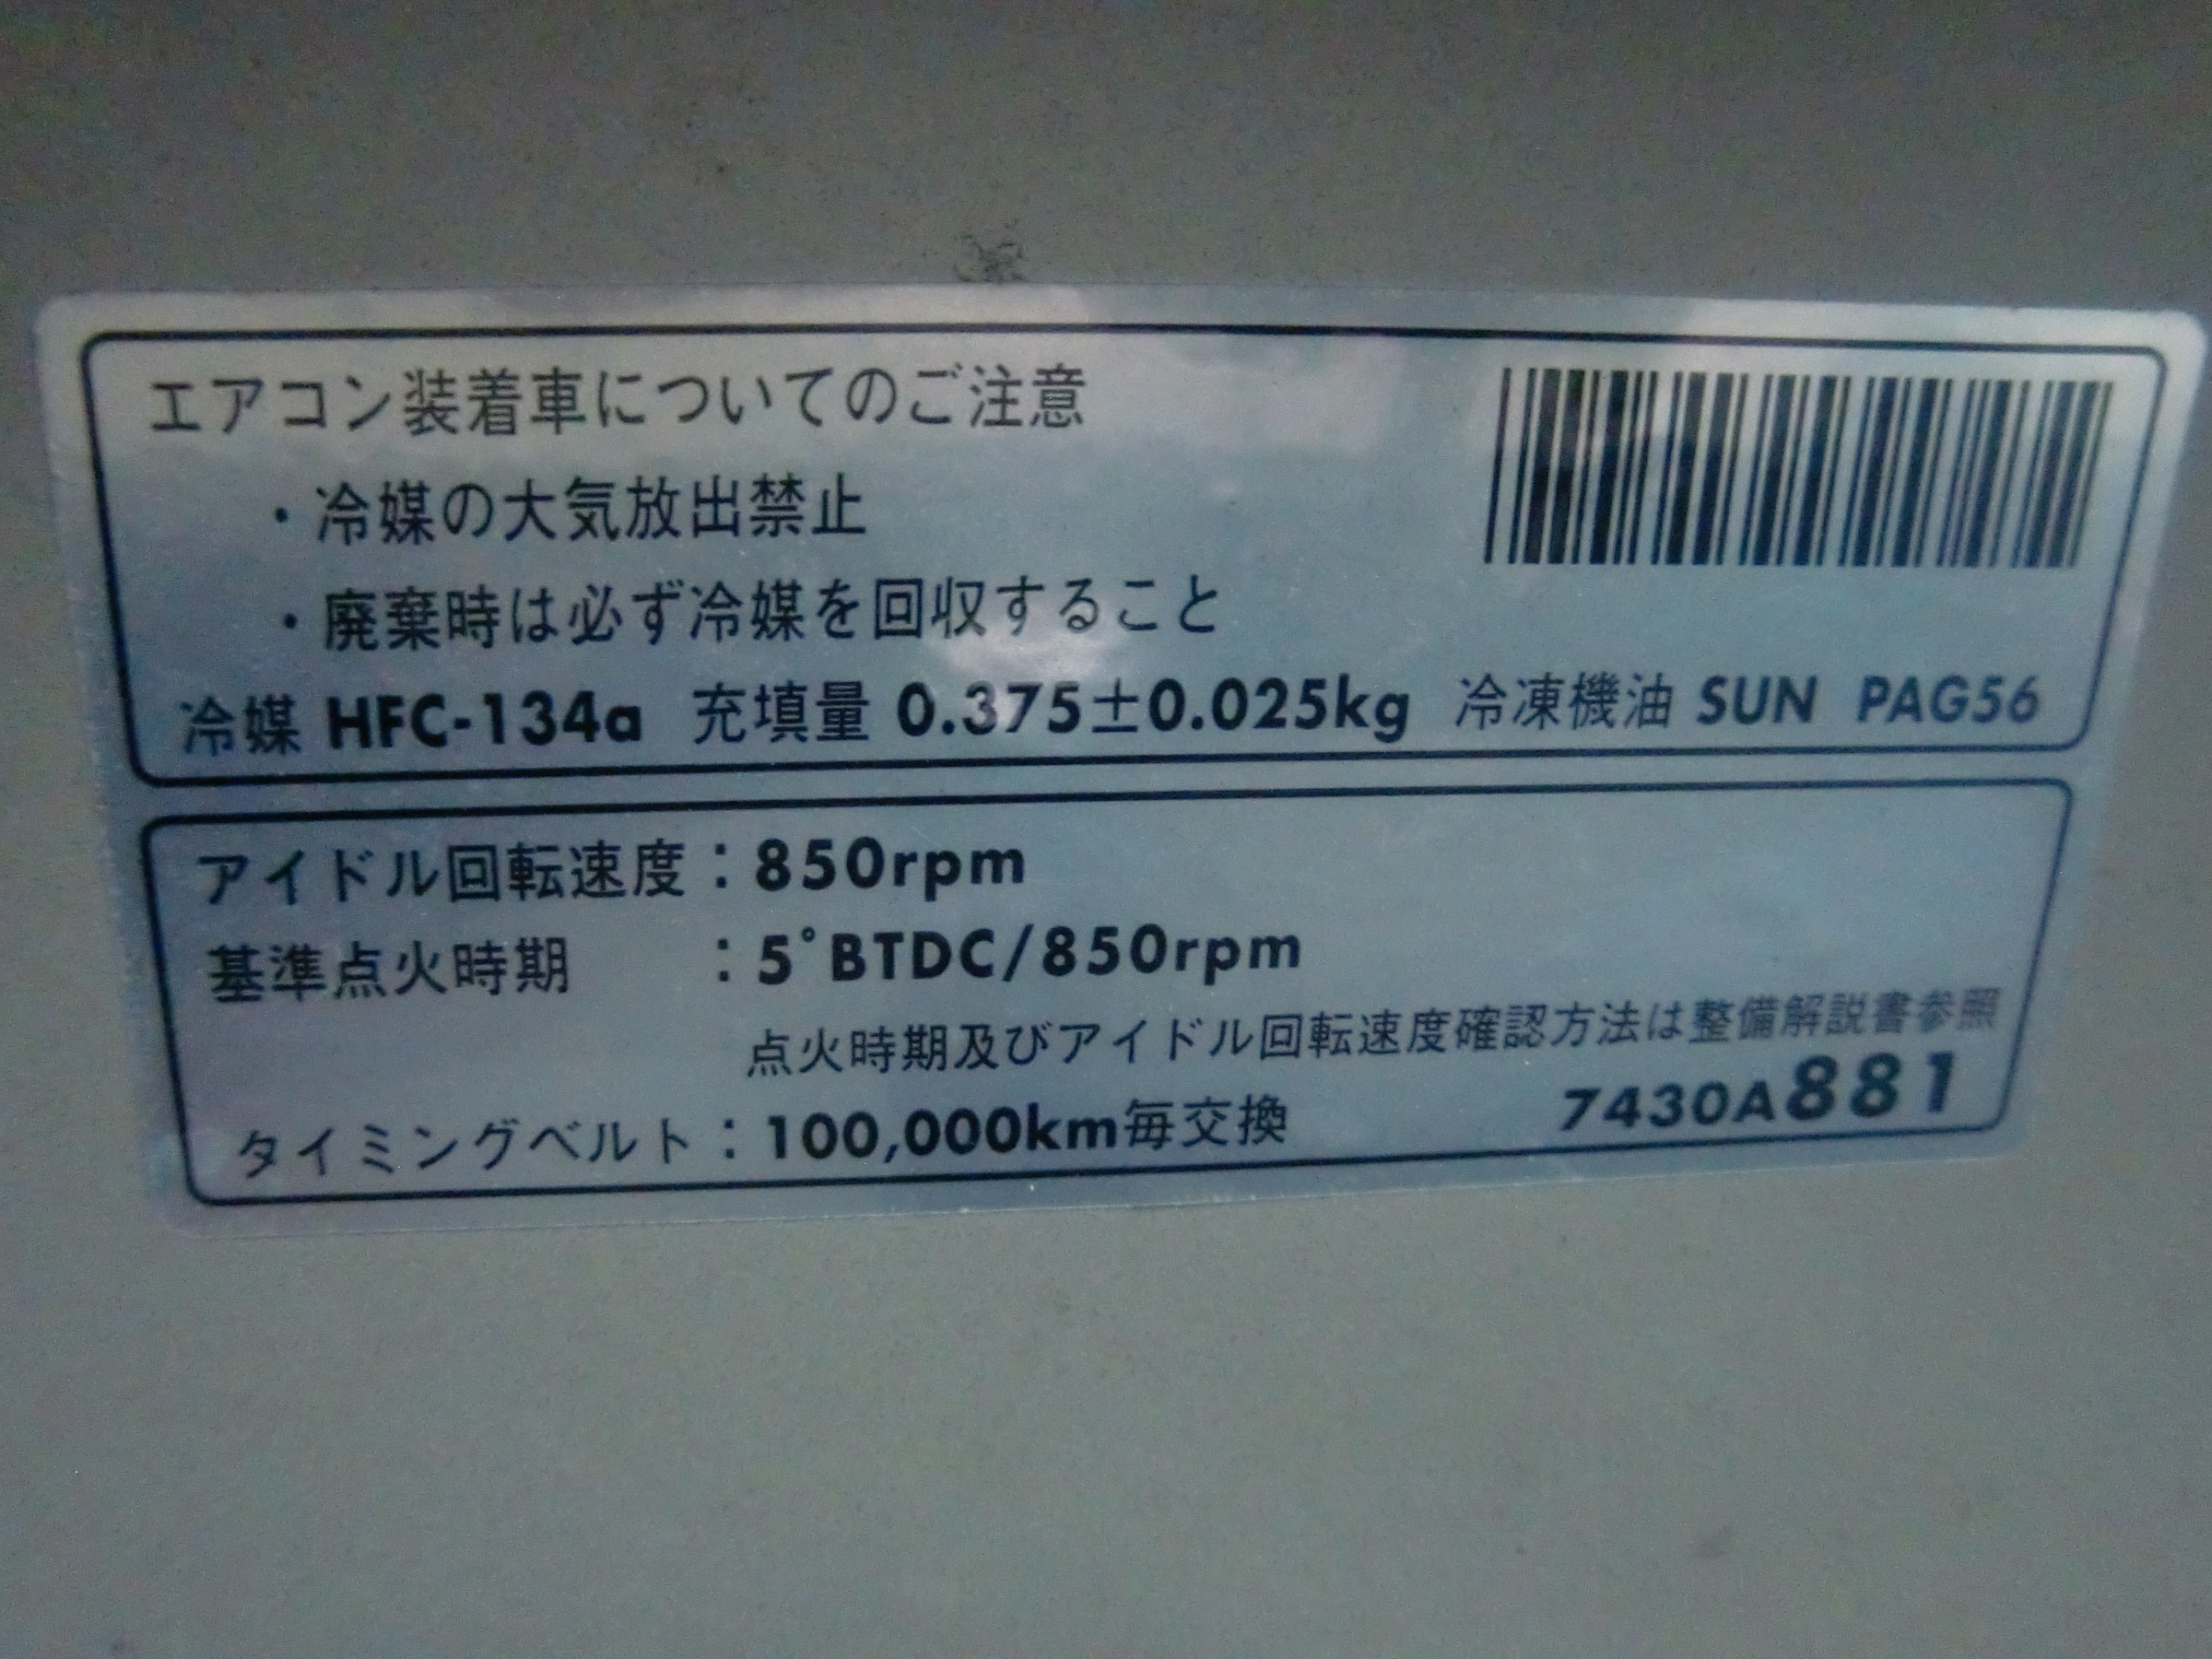 エアコン装着車についてのご注意
・冷媒の大気放出禁止
・廃棄時は必ず冷媒を回収すること
冷媒 HFC-134a 充填量 0.375±0.025kg 冷凍機油 SUN PAG56
アイドル回転速度：850rpm
基準点火時期 ：5°BTDC/850rpm
点火時期及びアイドル回転速度確認方法は整備解説書参照
タイミングベルト：100,000km毎交換 7430A881